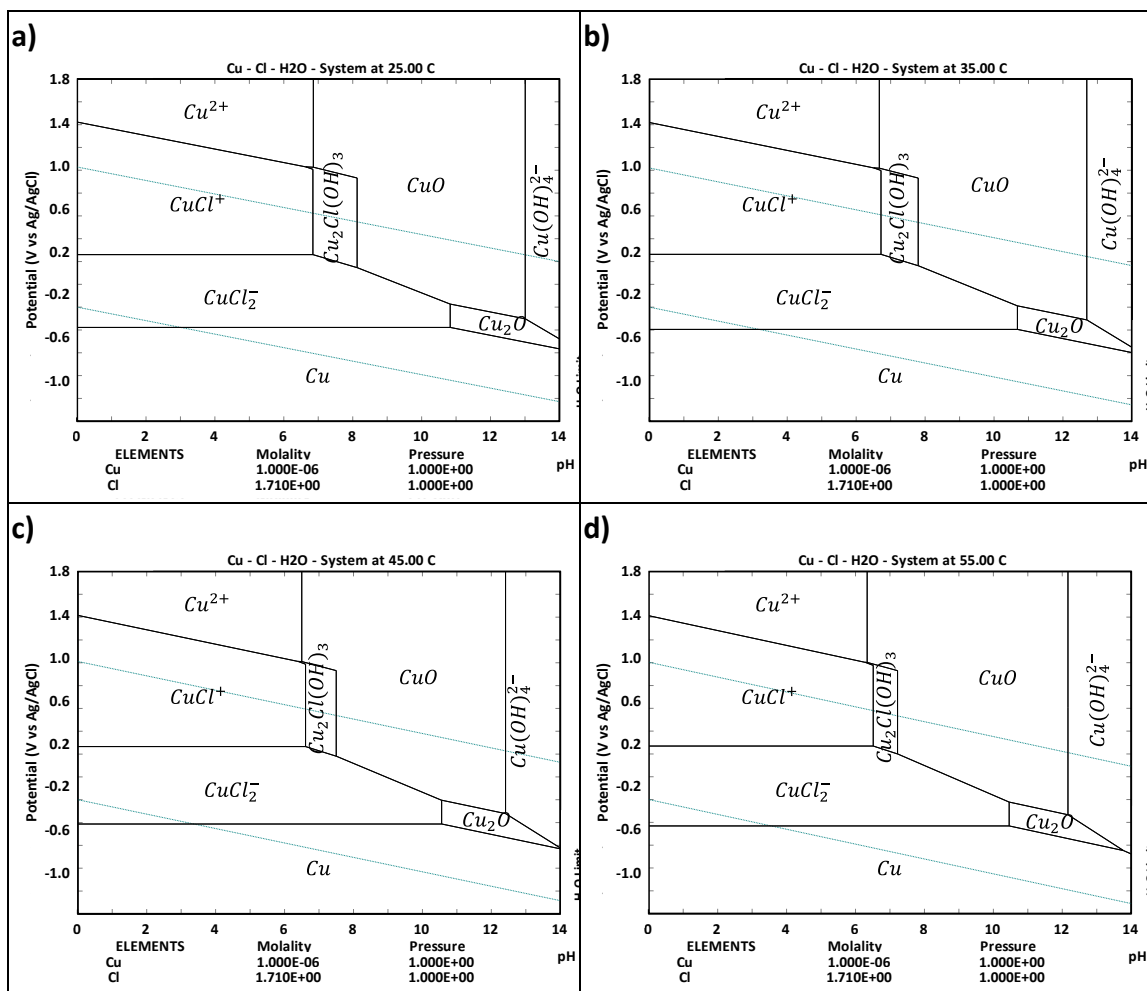 a)
Cu - Cl - H2O - System at 25.00 C
Potential (V vs Ag/AgCl)
1.8
1.4
1.0
0.6
0.2
-0.2
-0.6
-1.0
Cu²⁺
CuCl⁺
Cu₂Cl(OH)₃
CuO
Cu(OH)₄²⁻
CuCl₂⁻
Cu₂O
Cu
0 2 4 6 8 10 12 14
pH
ELEMENTS Molality Pressure
Cu 1.000E-06 1.000E+00
Cl 1.710E+00 1.000E+00
b)
Cu - Cl - H2O - System at 35.00 C
Potential (V vs Ag/AgCl)
1.8
1.4
1.0
0.6
0.2
-0.2
-0.6
-1.0
Cu²⁺
CuCl⁺
Cu₂Cl(OH)₃
CuO
Cu(OH)₄²⁻
CuCl₂⁻
Cu₂O
Cu
0 2 4 6 8 10 12 14
pH
ELEMENTS Molality Pressure
Cu 1.000E-06 1.000E+00
Cl 1.710E+00 1.000E+00
c)
Cu - Cl - H2O - System at 45.00 C
Potential (V vs Ag/AgCl)
1.8
1.4
1.0
0.6
0.2
-0.2
-0.6
-1.0
Cu²⁺
CuCl⁺
Cu₂Cl(OH)₃
CuO
Cu(OH)₄²⁻
CuCl₂⁻
Cu₂O
Cu
0 2 4 6 8 10 12 14
pH
ELEMENTS Molality Pressure
Cu 1.000E-06 1.000E+00
Cl 1.710E+00 1.000E+00
d)
Cu - Cl - H2O - System at 55.00 C
Potential (V vs Ag/AgCl)
1.8
1.4
1.0
0.6
0.2
-0.2
-0.6
-1.0
Cu²⁺
CuCl⁺
Cu₂Cl(OH)₃
CuO
Cu(OH)₄²⁻
CuCl₂⁻
Cu₂O
Cu
0 2 4 6 8 10 12 14
pH
ELEMENTS Molality Pressure
Cu 1.000E-06 1.000E+00
Cl 1.710E+00 1.000E+00